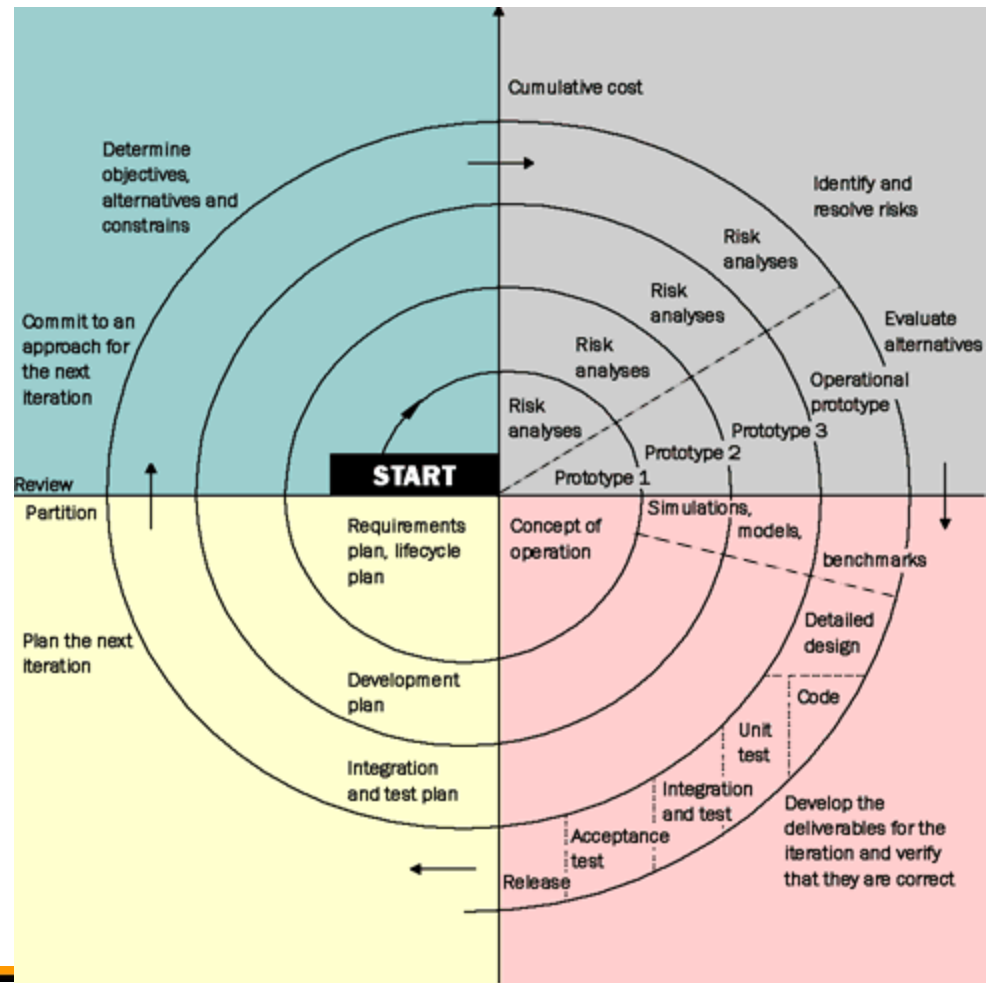 Cumulative cost
Determine
objectives,
alternatives and
constrains
Identify and
resolve risks
Risk
analyses
Risk
analyses
Commit to an
approach for
the next
iteration
Evaluate
alternatives
Risk
analyses
Operational
prototype
Risk
analyses
Prototype 3
Prototype 2
START
Prototype 1
Review
Partition
Requirements
plan, lifecycle
plan
Concept of
operation
Simulations,
models,
benchmarks
Detailed
design
Plan the next
iteration
Development
plan
Code
Unit
test
Integration
and test plan
Integration
and test
Develop the
deliverables for the
iteration and verify
that they are correct
Acceptance
test
Release